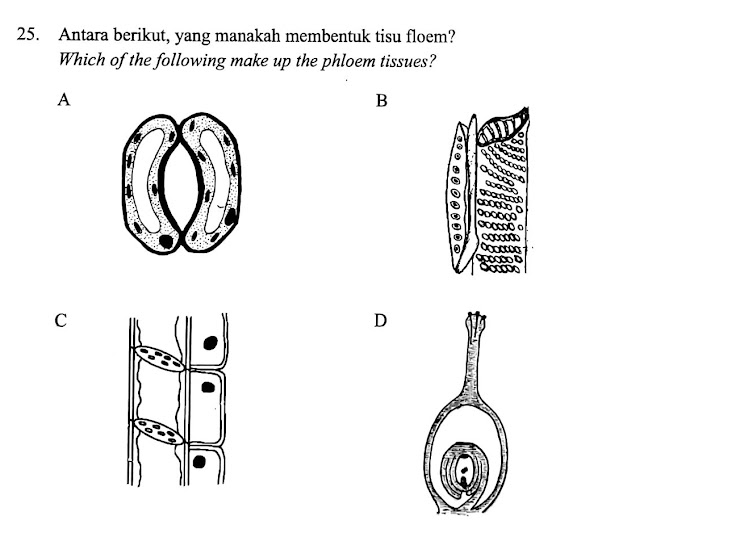 25. Antara berikut, yang manakah membentuk tisu floem?
Which of the following make up the phloem tissues?
A
B
C
D